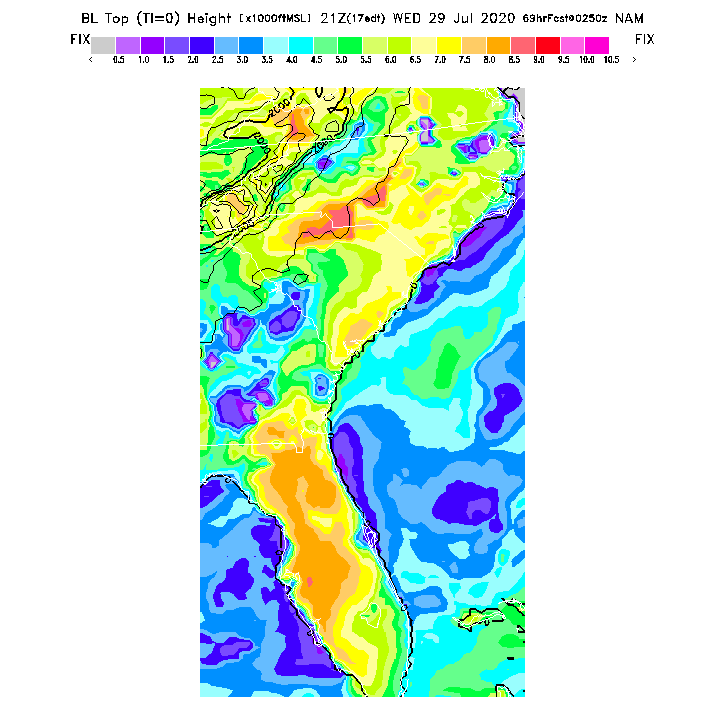 BL Top (TI=0) Height [x1000ftMSL] 21Z(17edt) WED 29 Jul 2020 69hrFcst@0250z NAM
FIX FIX
< 0.5 1.0 1.5 2.0 2.5 3.0 3.5 4.0 4.5 5.0 5.5 6.0 6.5 7.0 7.5 8.0 8.5 9.0 9.5 10.0 10.5 >
2000
2000
2000